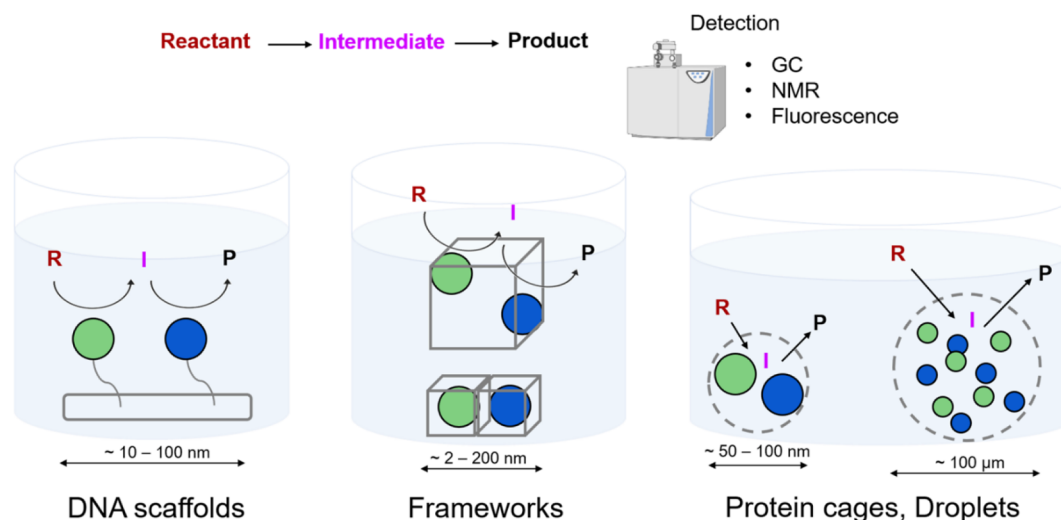 Reactant → Intermediate → Product
Detection
• GC
• NMR
• Fluorescence
R I P
~ 10 – 100 nm
DNA scaffolds
R
I
P
~ 2 – 200 nm
Frameworks
R
I
P
~ 50 – 100 nm
R
I
P
~ 100 µm
Protein cages, Droplets